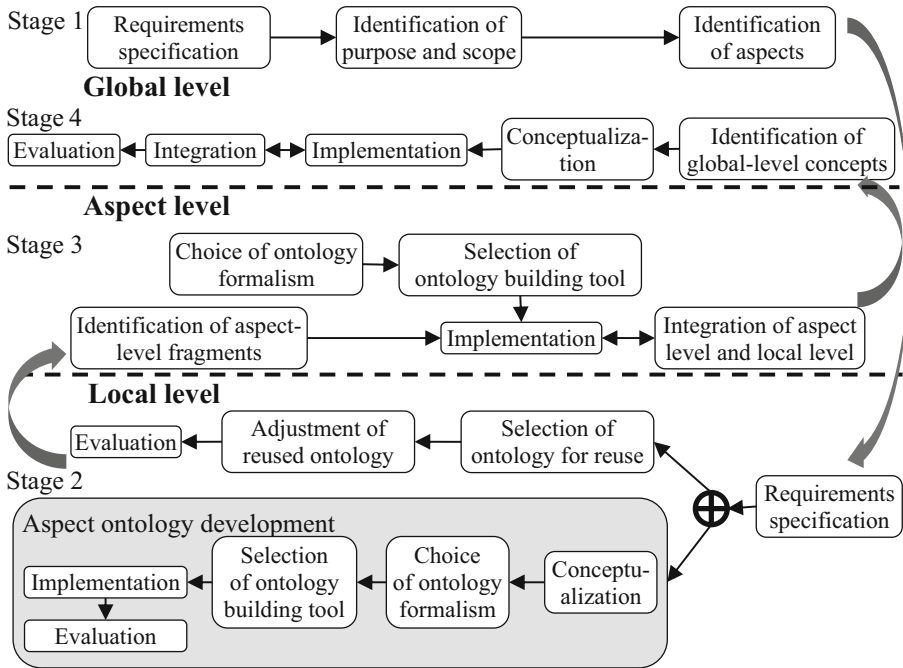 Stage 1
Requirements
specification
Identification of
purpose and scope
Identification
of aspects
Global level
Stage 4
Evaluation
Integration
Implementation
Conceptualiza-
tion
Identification of
global-level concepts
Aspect level
Stage 3
Choice of ontology
formalism
Selection of
ontology building tool
Identification of aspect-
level fragments
Implementation
Integration of aspect
level and local level
Local level
Evaluation
Adjustment of
reused ontology
Selection of
ontology for reuse
Stage 2
Requirements
specification
Aspect ontology development
Implementation
Selection
of ontology
building tool
Choice
of ontology
formalism
Conceptu-
alization
Evaluation